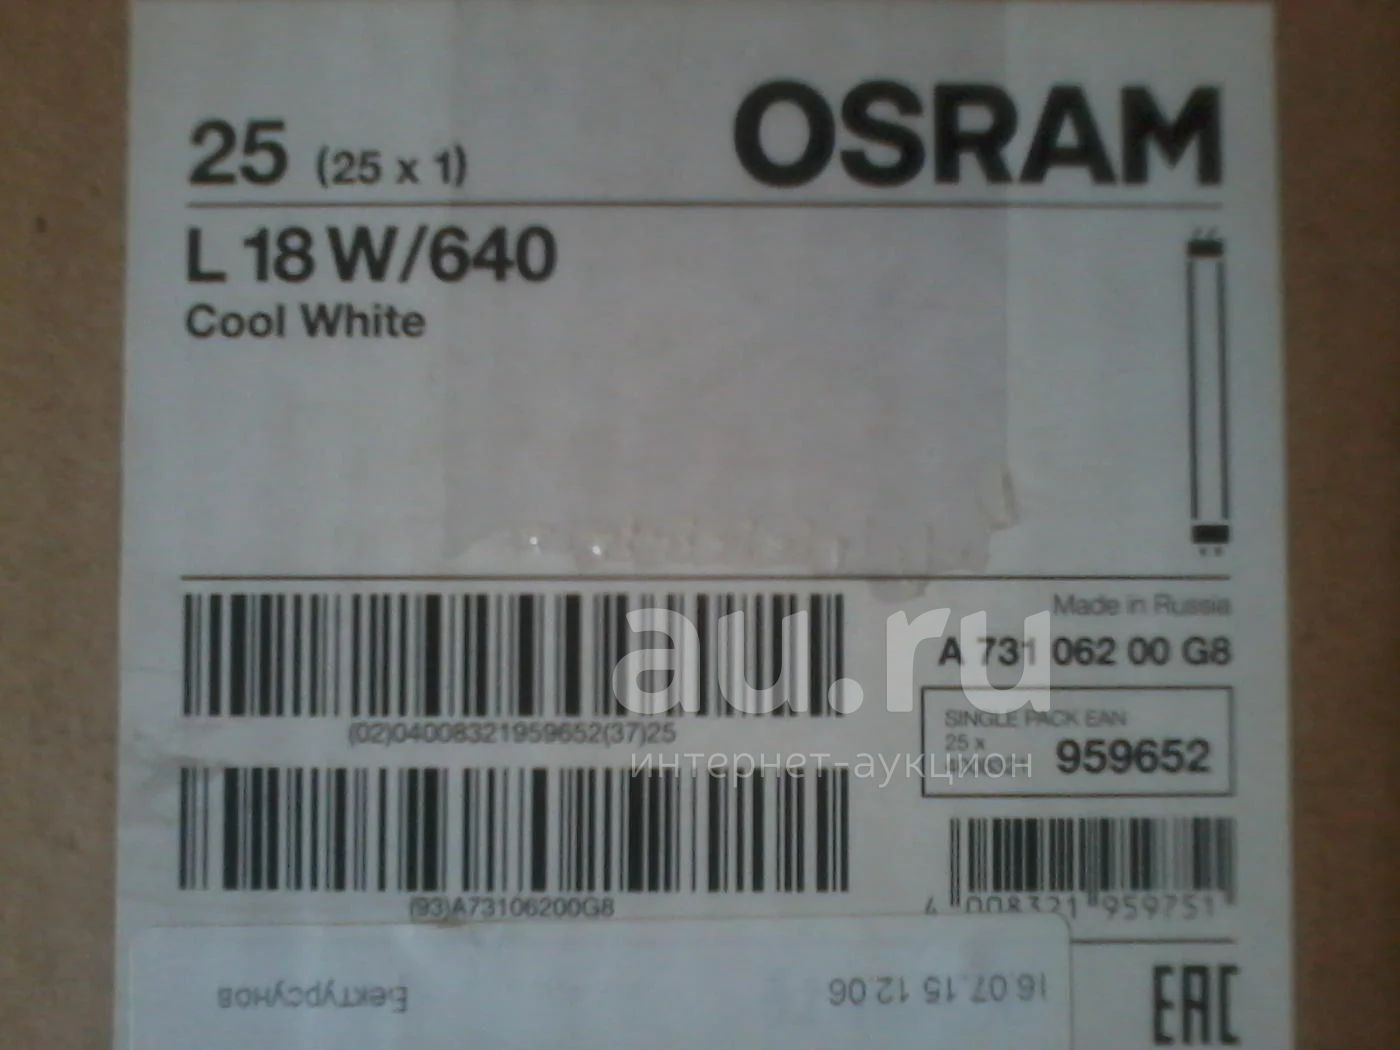 25 (25 x 1)
OSRAM
L 18 W/640
Cool White
Made in Russia
A 731 062 00 G8
(02)04008321959652(37)25
SINGLE PACK EAN
25 x
959652
(93)A73106200G8
4 008321 959751
EAC
16.07.15 12.06
Бектурсунов
au.ru
интернет-аукцион